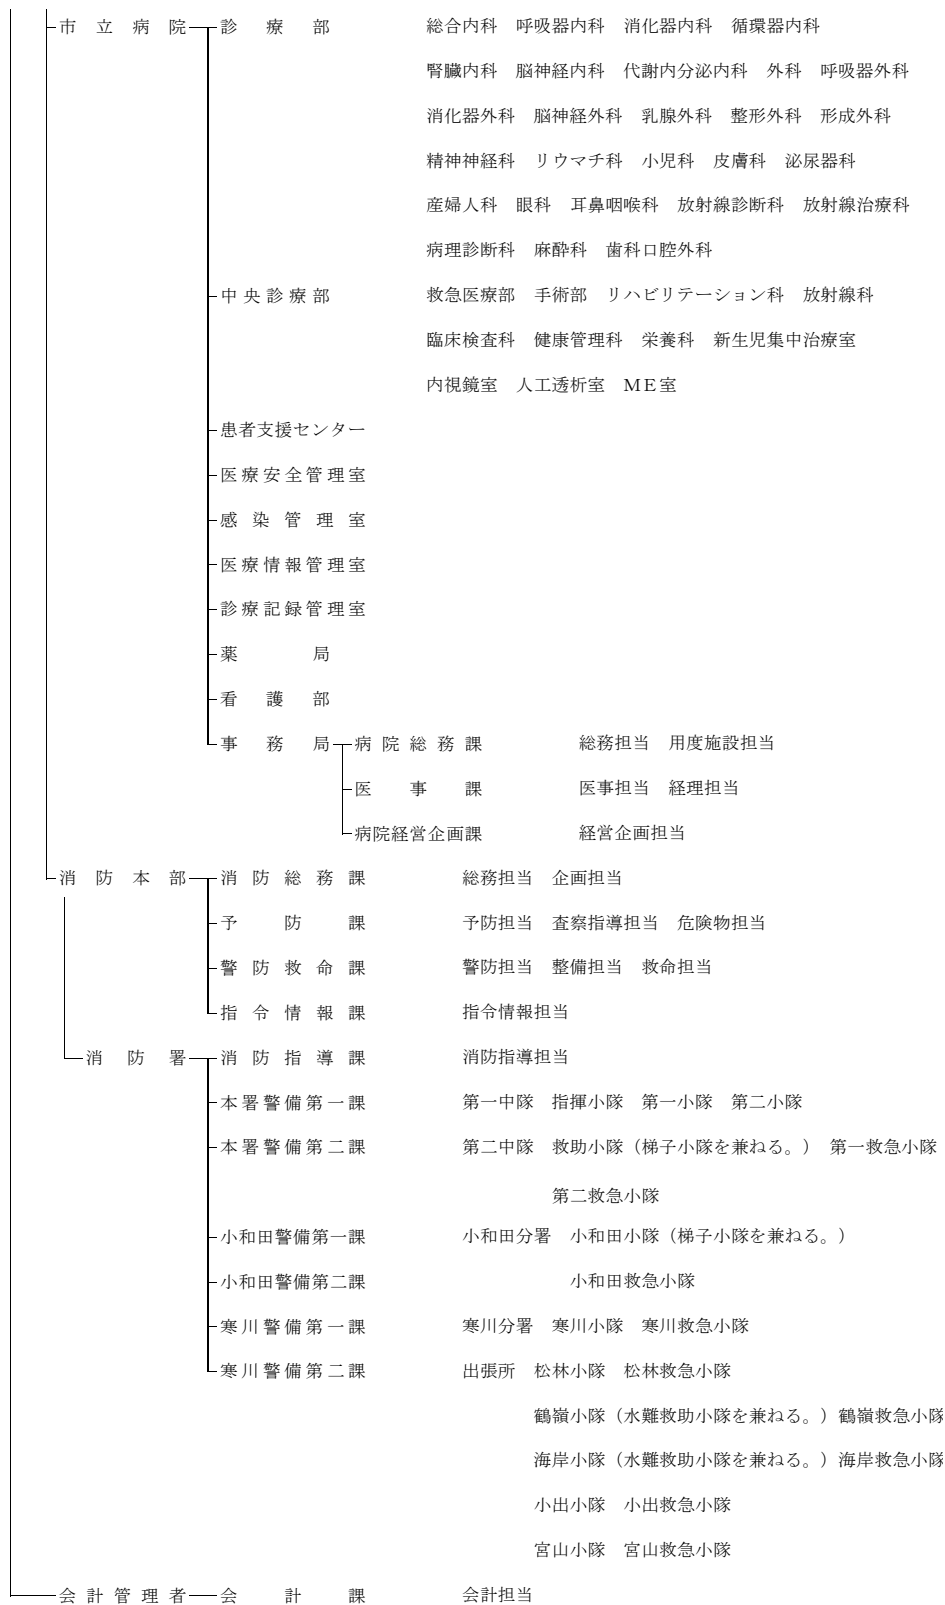 市立病院 診療部 総合内科 呼吸器内科 消化器内科 循環器内科
腎臓内科 脳神経内科 代謝内分泌内科 外科 呼吸器外科
消化器外科 脳神経外科 乳腺外科 整形外科 形成外科
精神神経科 リウマチ科 小児科 皮膚科 泌尿器科
産婦人科 眼科 耳鼻咽喉科 放射線診断科 放射線治療科
病理診断科 麻酔科 歯科口腔外科
中央診療部 救急医療部 手術部 リハビリテーション科 放射線科
臨床検査科 健康管理科 栄養科 新生児集中治療室
内視鏡室 人工透析室 ＭＥ室
患者支援センター
医療安全管理室
感染管理室
医療情報管理室
診療記録管理室
薬局
看護部
事務局 病院総務課 総務担当 用度施設担当
医事課 医事担当 経理担当
病院経営企画課 経営企画担当
消防本部 消防総務課 総務担当 企画担当
予防課 予防担当 査察指導担当 危険物担当
警防救命課 警防担当 整備担当 救命担当
指令情報課 指令情報担当
消防署 消防指導課 消防指導担当
本署警備第一課 第一中隊 指揮小隊 第一小隊 第二小隊
本署警備第二課 第二中隊 救助小隊（梯子小隊を兼ねる。） 第一救急小隊
第二救急小隊
小和田警備第一課 小和田分署 小和田小隊（梯子小隊を兼ねる。）
小和田警備第二課 小和田救急小隊
寒川警備第一課 寒川分署 寒川小隊 寒川救急小隊
寒川警備第二課 出張所 松林小隊 松林救急小隊
鶴嶺小隊（水難救助小隊を兼ねる。）鶴嶺救急小隊
海岸小隊（水難救助小隊を兼ねる。）海岸救急小隊
小出小隊 小出救急小隊
宮山小隊 宮山救急小隊
会計管理者 会計課 会計担当